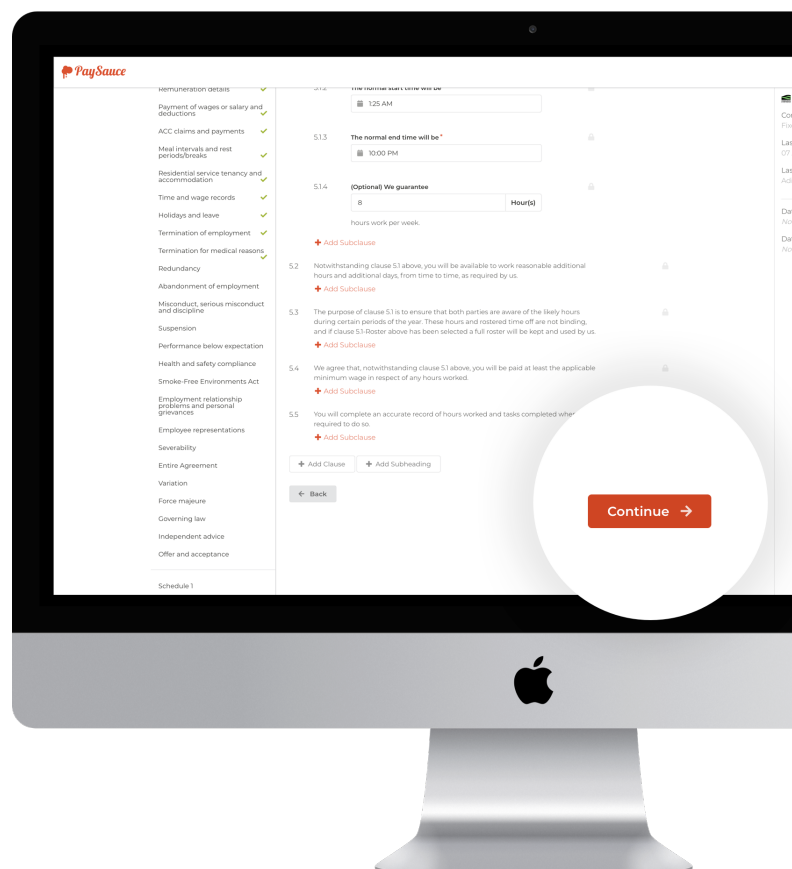 PaySauce
Remuneration details
Payment of wages or salary and
deductions
ACC claims and payments
Meal intervals and rest
periods/breaks
Residential service tenancy and
accommodation
Time and wage records
Holidays and leave
Termination of employment
Termination for medical reasons
Redundancy
Abandonment of employment
Misconduct, serious misconduct
and discipline
Suspension
Performance below expectation
Health and safety compliance
Smoke-Free Environments Act
Employment relationship
problems and personal
grievances
Employee representations
Severability
Entire Agreement
Variation
Force majeure
Governing law
Independent advice
Offer and acceptance
Schedule 1
5.1.2 The normal start time will be
1:25 AM
5.1.3 The normal end time will be *
10:00 PM
5.1.4 (Optional) We guarantee
8 Hour(s)
hours work per week.
+ Add Subclause
5.2 Notwithstanding clause 5.1 above, you will be available to work reasonable additional
hours and additional days, from time to time, as required by us.
+ Add Subclause
5.3 The purpose of clause 5.1 is to ensure that both parties are aware of the likely hours
during certain periods of the year. These hours and rostered time off are not binding,
and if clause 5.1-Roster above has been selected a full roster will be kept and used by us.
+ Add Subclause
5.4 We agree that, notwithstanding clause 5.1 above, you will be paid at least the applicable
minimum wage in respect of any hours worked.
+ Add Subclause
5.5 You will complete an accurate record of hours worked and tasks completed
required to do so.
+ Add Subclause
+ Add Clause + Add Subheading
← Back
Continue →
07